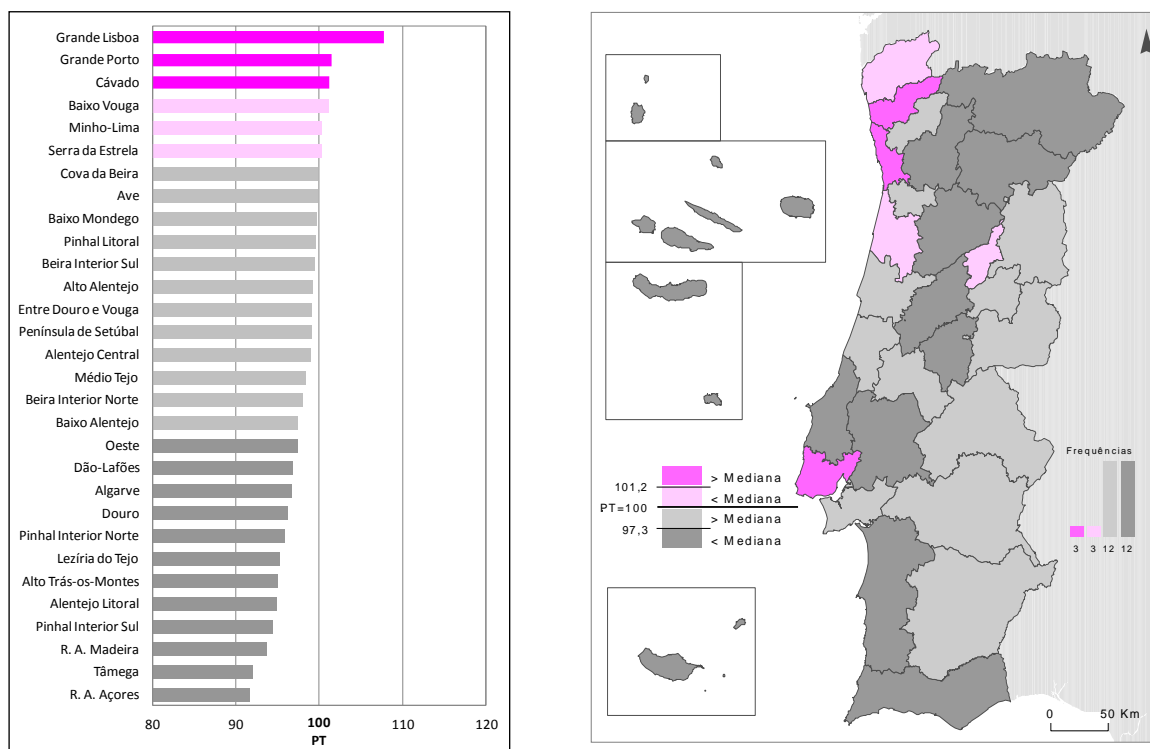 Grande Lisboa
Grande Porto
Cávado
Baixo Vouga
Minho-Lima
Serra da Estrela
Cova da Beira
Ave
Baixo Mondego
Pinhal Litoral
Beira Interior Sul
Alto Alentejo
Entre Douro e Vouga
Península de Setúbal
Alentejo Central
Médio Tejo
Beira Interior Norte
Baixo Alentejo
Oeste
Dão-Lafões
Algarve
Douro
Pinhal Interior Norte
Lezíria do Tejo
Alto Trás-os-Montes
Alentejo Litoral
Pinhal Interior Sul
R. A. Madeira
Tâmega
R. A. Açores
80 90 100 110 120
PT
> Mediana
101,2
< Mediana
PT=100
> Mediana
97,3
< Mediana
Frequências
3 3 12 12
0 50 Km